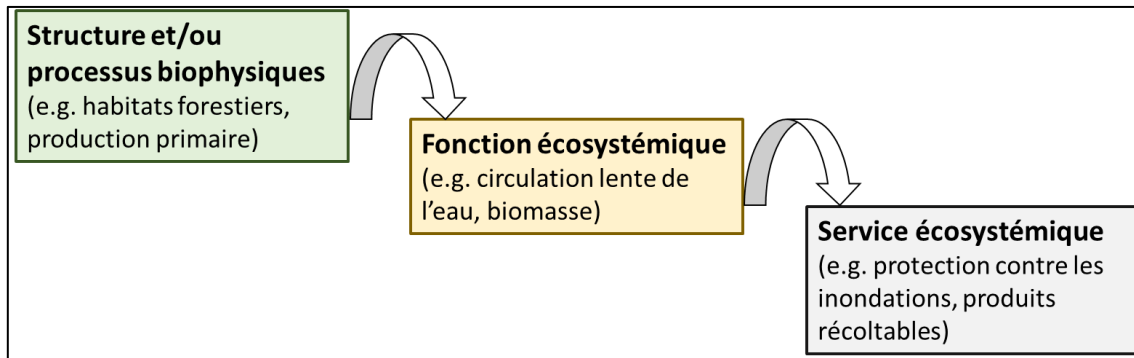 Structure et/ou
processus biophysiques
(e.g. habitats forestiers,
production primaire)
Fonction écosystémique
(e.g. circulation lente de
l'eau, biomasse)
Service écosystémique
(e.g. protection contre les
inondations, produits
récoltables)